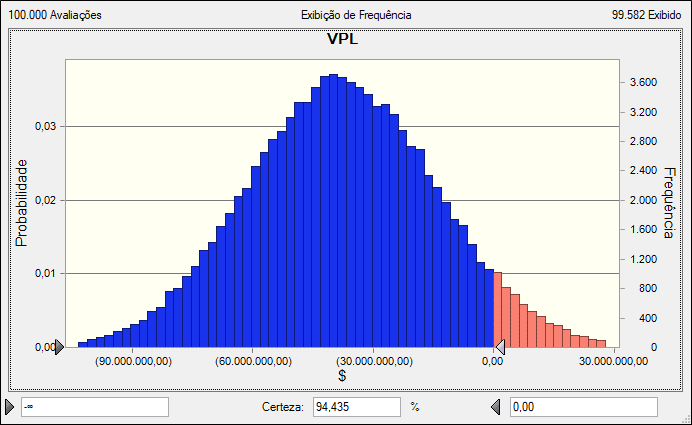 100.000 Avaliações Exibição de Frequência 99.582 Exibido
VPL
Probabilidade
0,03
0,02
0,01
0,00
3.600
3.200
2.800
2.400
2.000
1.600
1.200
800
400
0
Frequência
(90.000.000,00) (60.000.000,00) (30.000.000,00) 0,00 30.000.000,00
$
-∞ Certeza: 94,435 % 0,00